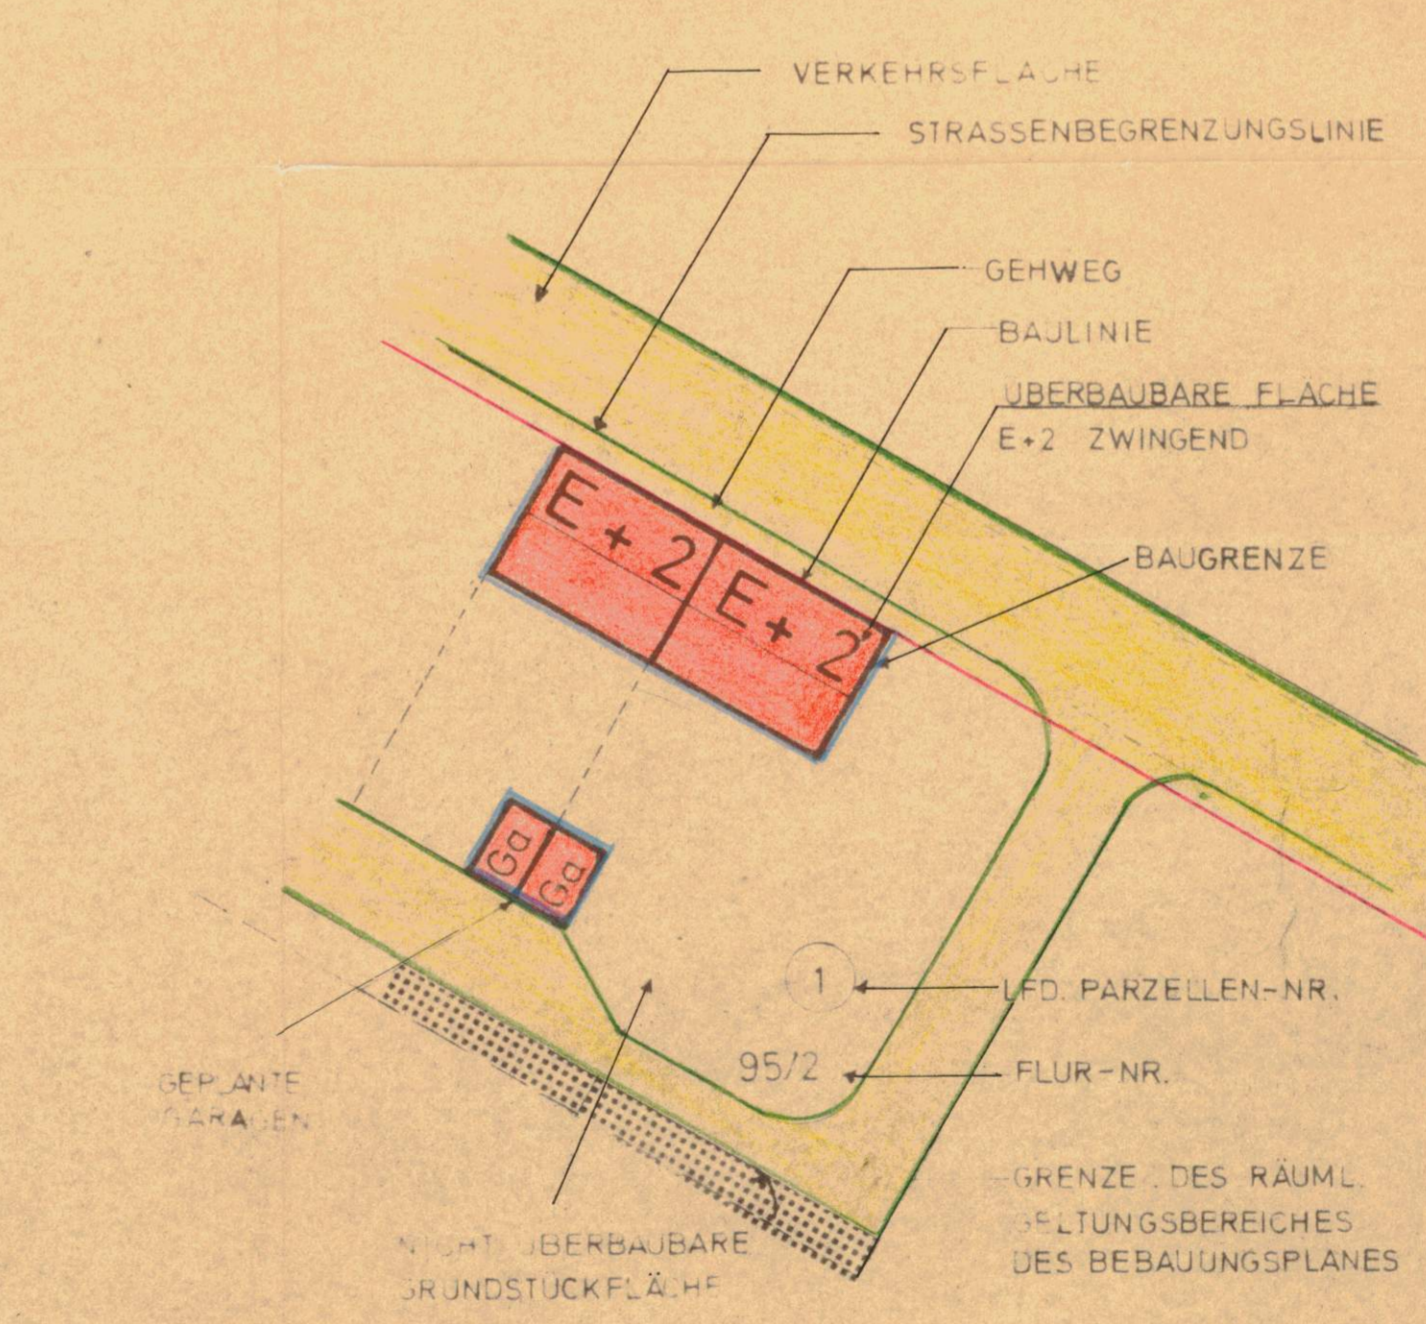 VERKEHRSFLÄCHE
STRASSENBEGRENZUNGSLINIE
GEHWEG
BAULINIE
ÜBERBAUBARE FLÄCHE
E+2 ZWINGEND
BAUGRENZE
E + 2
E + 2
Ga
Ga
1
LFD. PARZELLEN-NR.
95/2
FLUR-NR.
GEPLANTE
GARAGEN
GRENZE DES RÄUML.
GELTUNGSBEREICHES
DES BEBAUUNGSPLANES
NICHT ÜBERBAUBARE
GRUNDSTÜCKFLÄCHE